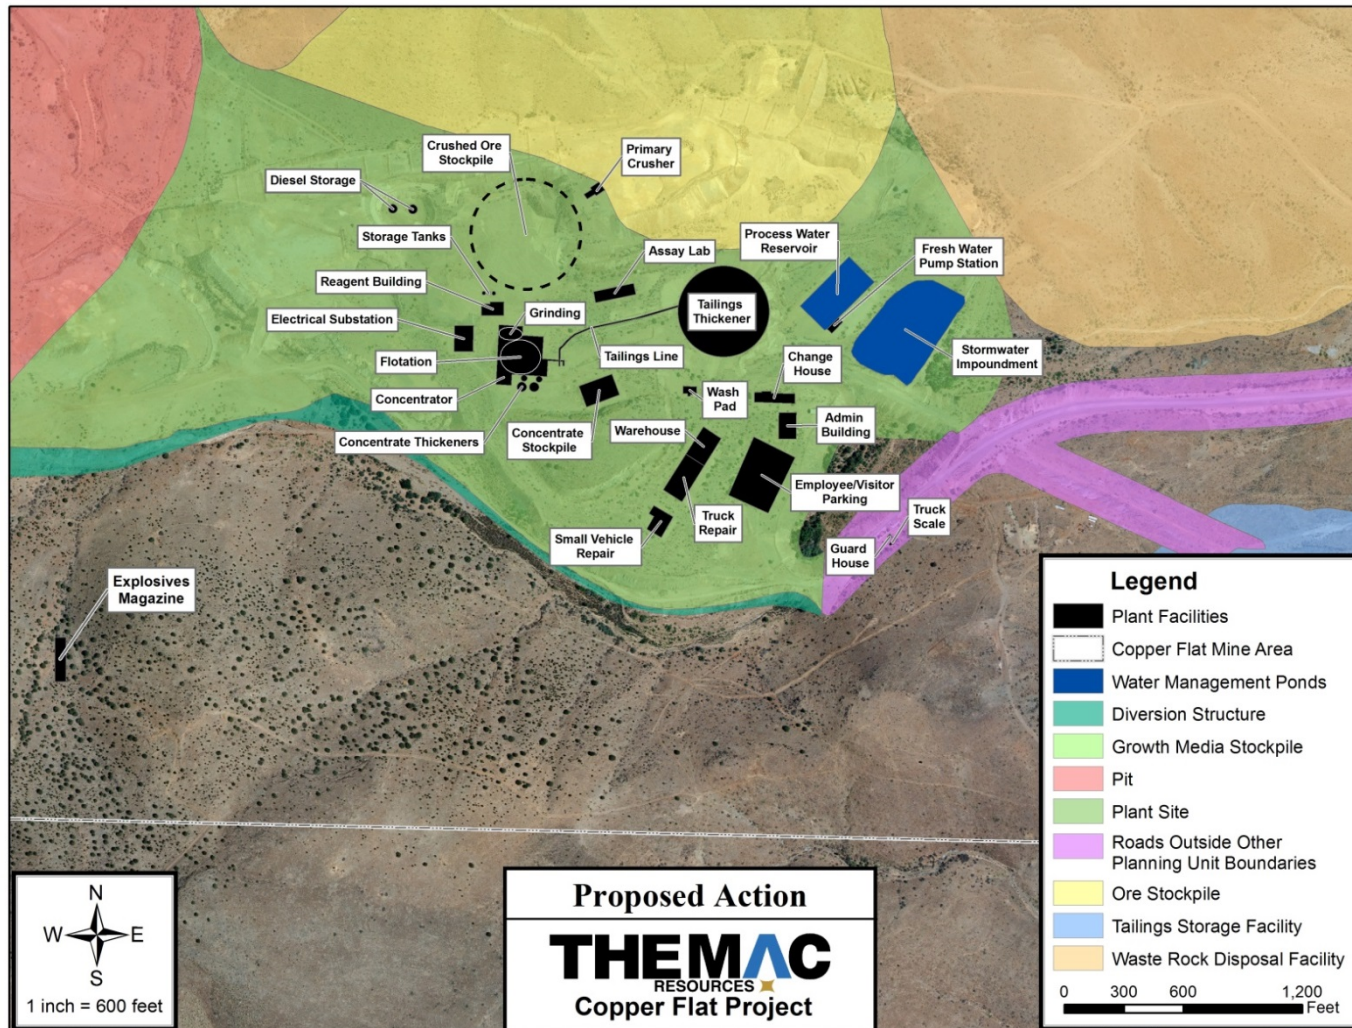 Crushed Ore
Stockpile
Primary
Crusher
Diesel Storage
Storage Tanks
Process Water
Reservoir
Fresh Water
Pump Station
Assay Lab
Reagent Building
Grinding
Tailings
Thickener
Electrical Substation
Flotation
Tailings Line
Stormwater
Impoundment
Change
House
Concentrator
Wash
Pad
Admin
Building
Concentrate Thickeners
Concentrate
Stockpile
Warehouse
Employee/Visitor
Parking
Truck
Repair
Truck
Scale
Small Vehicle
Repair
Guard
House
Explosives
Magazine
Legend
Plant Facilities
Copper Flat Mine Area
Water Management Ponds
Diversion Structure
Growth Media Stockpile
Pit
Plant Site
Roads Outside Other
Planning Unit Boundaries
Ore Stockpile
Tailings Storage Facility
Waste Rock Disposal Facility
0 300 600 1,200
Feet
N
W E
S
1 inch = 600 feet
Proposed Action
THEMAC
RESOURCES
Copper Flat Project